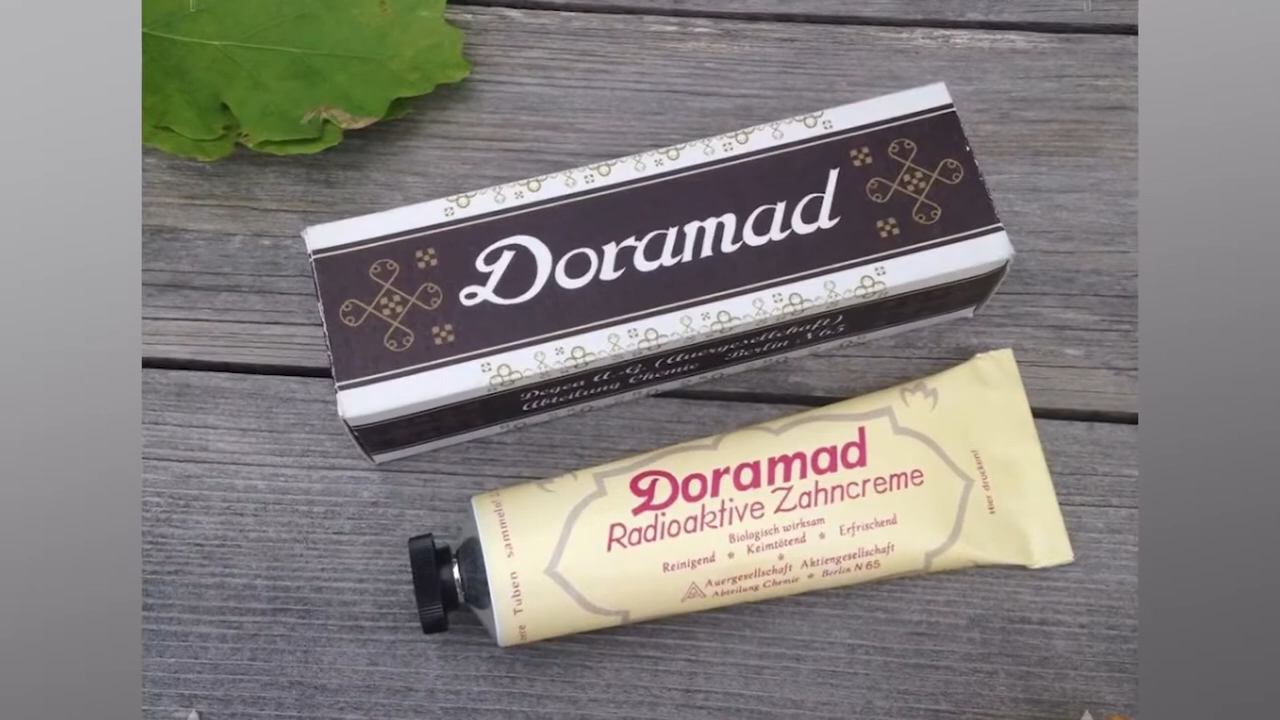 Doramad
Degea A.-G. (Auergesellschaft)
Abteilung Chemie Berlin N 65
Doramad
Radioaktive Zahncreme
Biologisch wirksam
Reinigend * Keimtötend * Erfrischend
*
Auergesellschaft Aktiengesellschaft
Abteilung Chemie * Berlin N 65
Tuben sammeln!
Hier drucken!